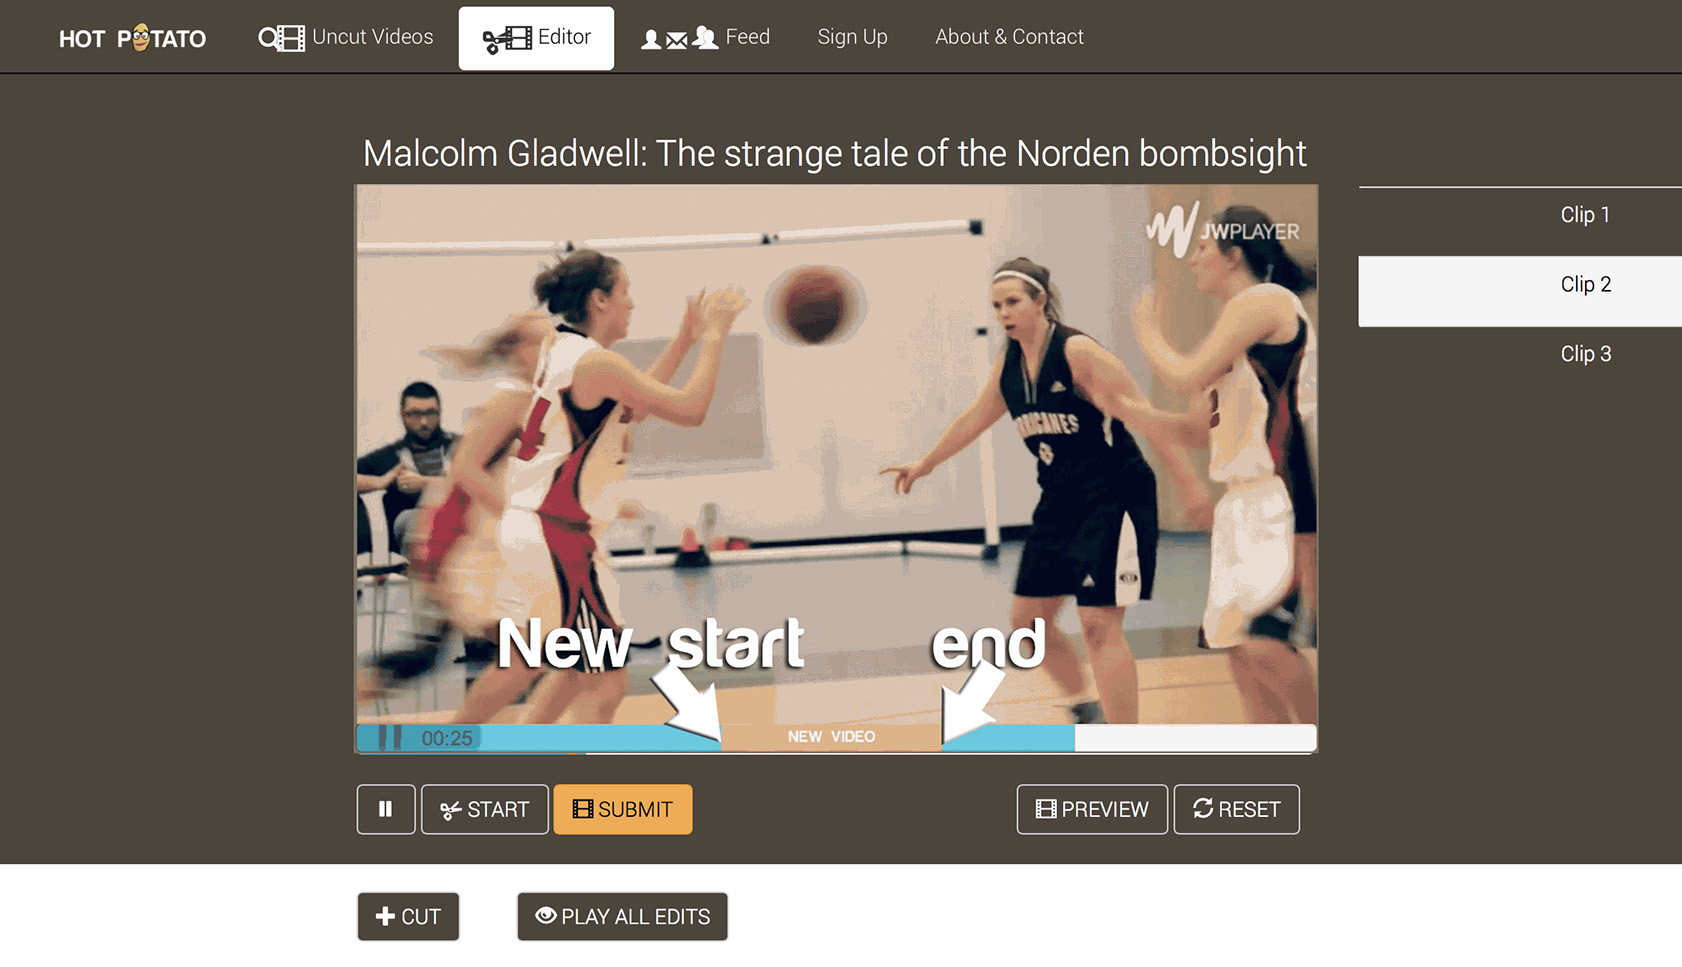 HOT POTATO
Uncut Videos
Editor
Feed
Sign Up
About & Contact
Malcolm Gladwell: The strange tale of the Norden bombsight
JWPLAYER
Clip 1
Clip 2
Clip 3
New start end
00:25
NEW VIDEO
START
SUBMIT
PREVIEW
RESET
CUT
PLAY ALL EDITS